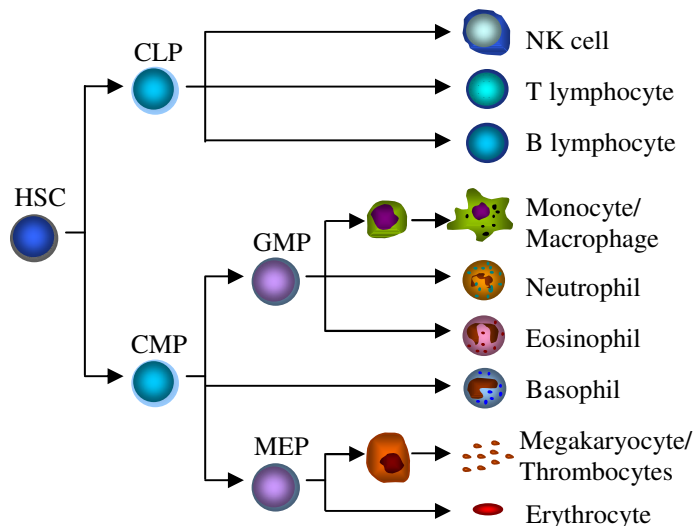 NK cell
CLP
T lymphocyte
B lymphocyte
HSC
Monocyte/
Macrophage
GMP
Neutrophil
Eosinophil
CMP
Basophil
MEP
Megakaryocyte/
Thrombocytes
Erythrocyte